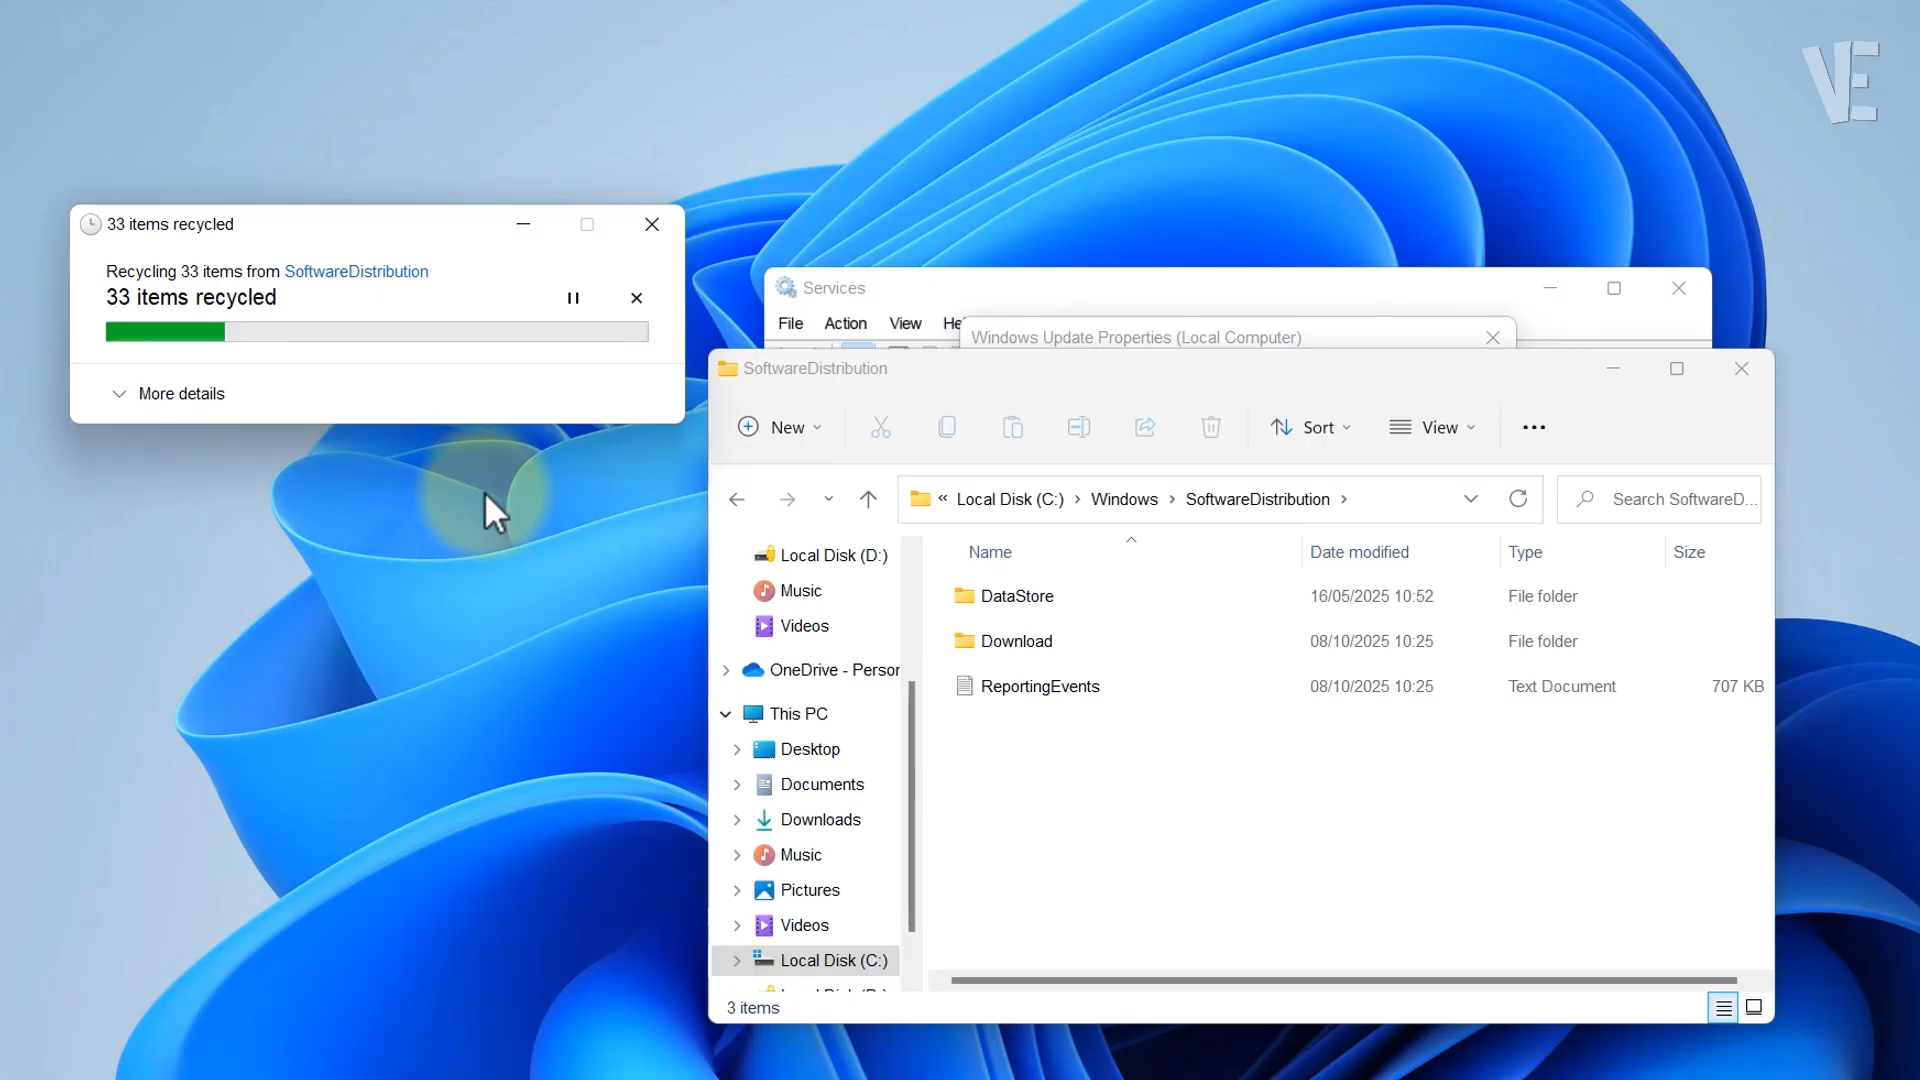 VE
33 items recycled
Recycling 33 items from SoftwareDistribution
33 items recycled
More details
Services
File Action View He
Windows Update Properties (Local Computer)
SoftwareDistribution
New Sort View
« Local Disk (C:) › Windows › SoftwareDistribution ›
Search SoftwareD...
Local Disk (D:)
Music
Videos
OneDrive - Person
This PC
Desktop
Documents
Downloads
Music
Pictures
Videos
Local Disk (C:)
Name Date modified Type Size
DataStore 16/05/2025 10:52 File folder
Download 08/10/2025 10:25 File folder
ReportingEvents 08/10/2025 10:25 Text Document 707 KB
3 items